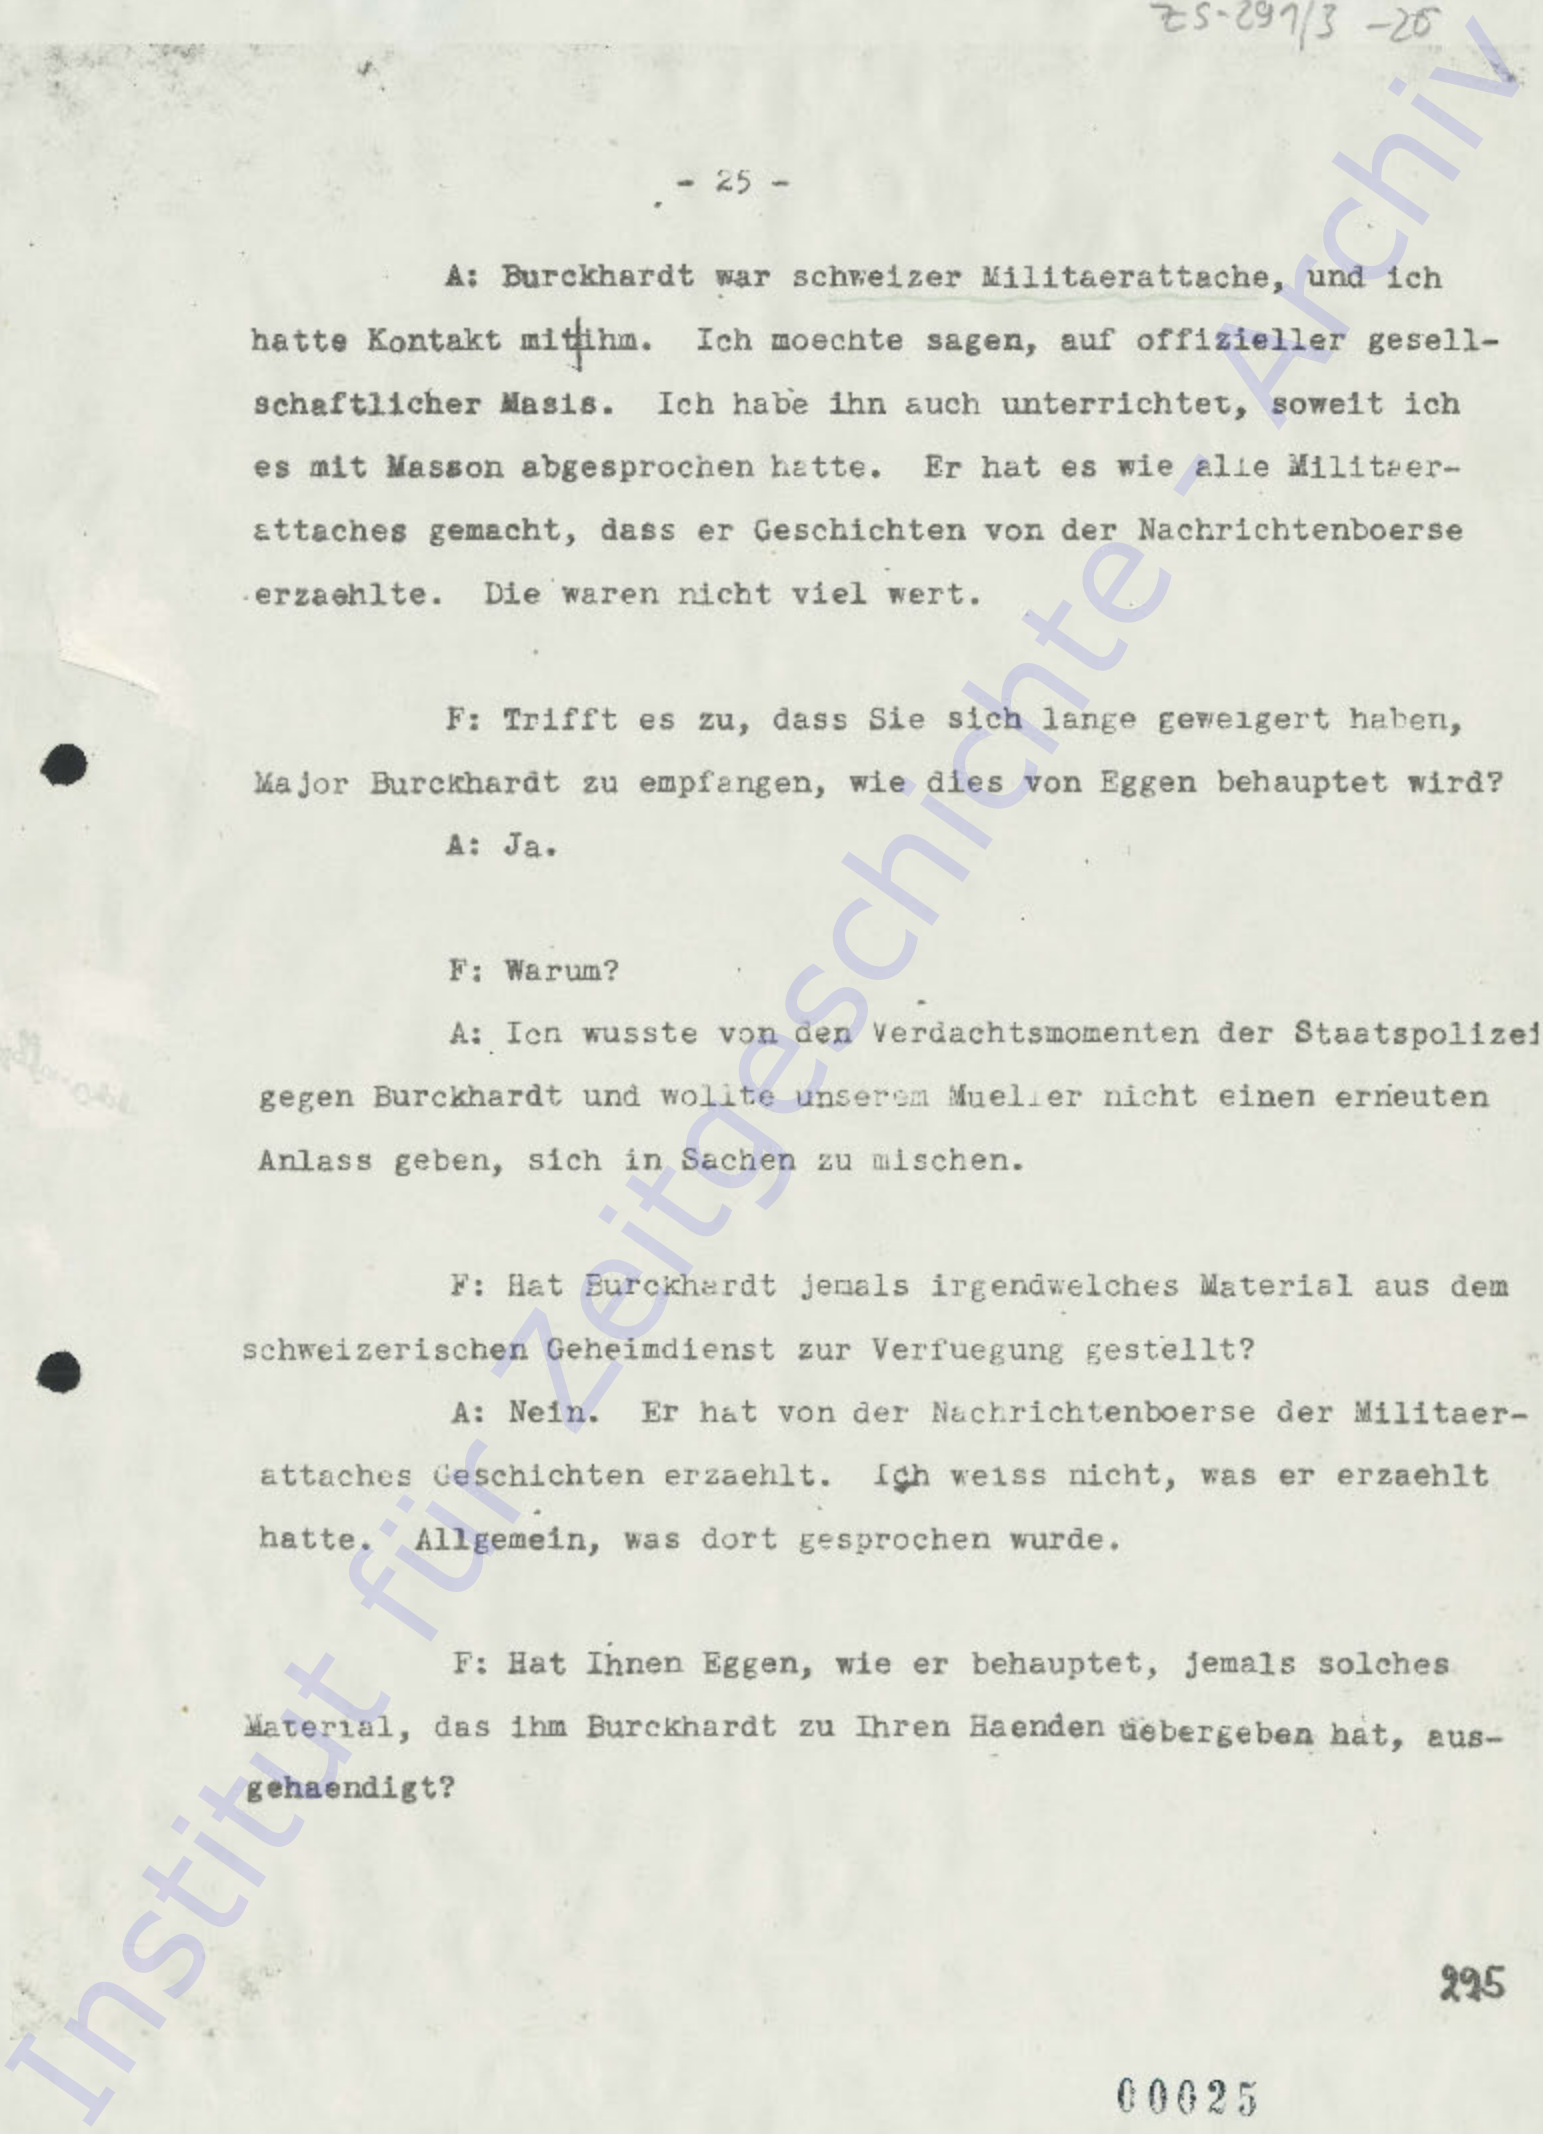 ZS-291/3 -25
- 25 -
A: Burckhardt war schweizer Militaerattache, und ich
hatte Kontakt mit ihm. Ich moechte sagen, auf offizieller gesell-
schaftlicher Masis. Ich habe ihn auch unterrichtet, soweit ich
es mit Masson abgesprochen hatte. Er hat es wie alle Militaer-
attaches gemacht, dass er Geschichten von der Nachrichtenboerse
erzaehlte. Die waren nicht viel wert.
F: Trifft es zu, dass Sie sich lange geweigert haben,
Major Burckhardt zu empfangen, wie dies von Eggen behauptet wird?
A: Ja.
F: Warum?
A: Ich wusste von den Verdachtsmomenten der Staatspolizei
gegen Burckhardt und wollte unserem Mueller nicht einen erneuten
Anlass geben, sich in Sachen zu mischen.
F: Hat Burckhardt jemals irgendwelches Material aus dem
schweizerischen Geheimdienst zur Verfuegung gestellt?
A: Nein. Er hat von der Nachrichtenboerse der Militaer-
attaches Geschichten erzaehlt. Ich weiss nicht, was er erzaehlt
hatte. Allgemein, was dort gesprochen wurde.
F: Hat Ihnen Eggen, wie er behauptet, jemals solches
Material, das ihm Burckhardt zu Ihren Haenden uebergeben hat, aus-
gehaendigt?
295
00025
Institut für Zeitgeschichte - Archiv